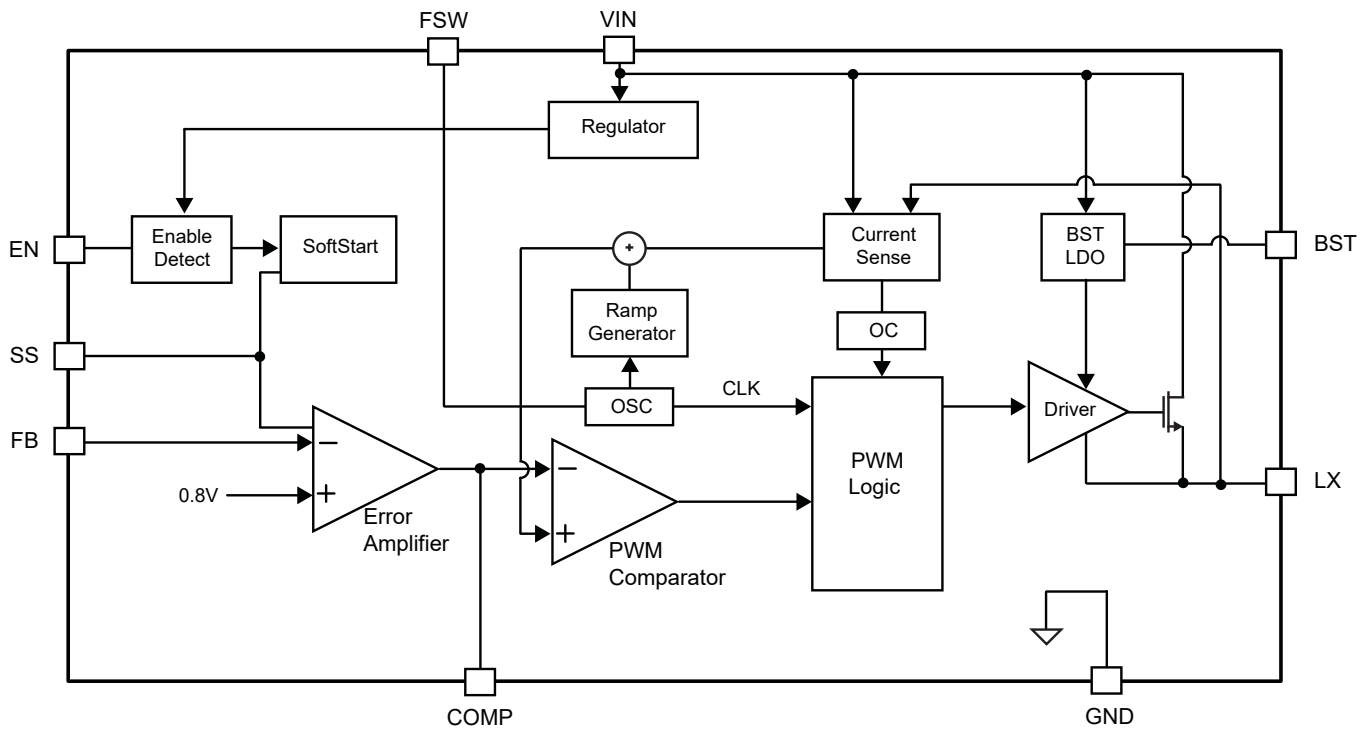 FSW
VIN
Regulator
EN
Enable
Detect
SoftStart
+
Current
Sense
BST
LDO
BST
Ramp
Generator
OC
SS
OSC
CLK
Driver
FB
−
0.8V
+
Error
Amplifier
−
+
PWM
Comparator
PWM
Logic
LX
COMP
GND